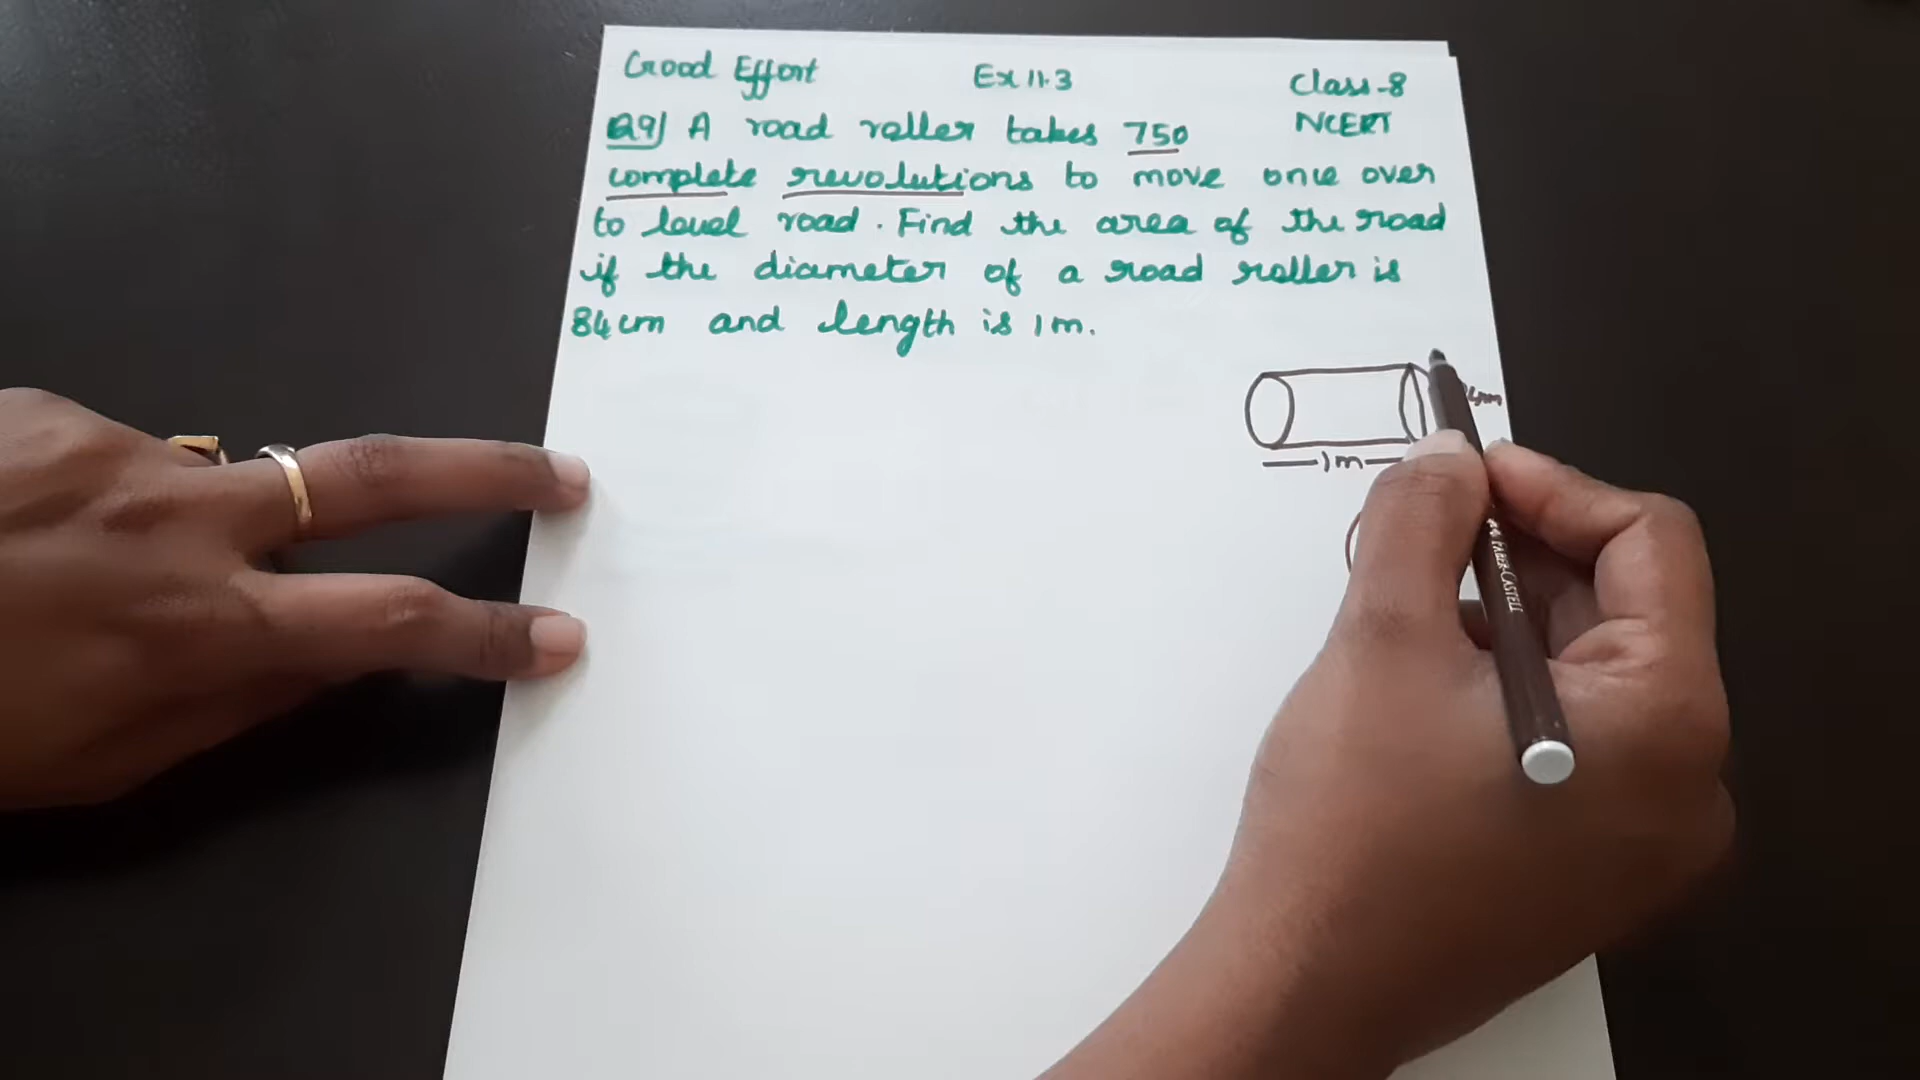 Good Effort Ex 11.3 Class-8
NCERT
Q9) A road roller takes 750
complete revolutions to move once over
to level road. Find the area of the road
if the diameter of a road roller is
84cm and length is 1m.
1m
FABER-CASTELL